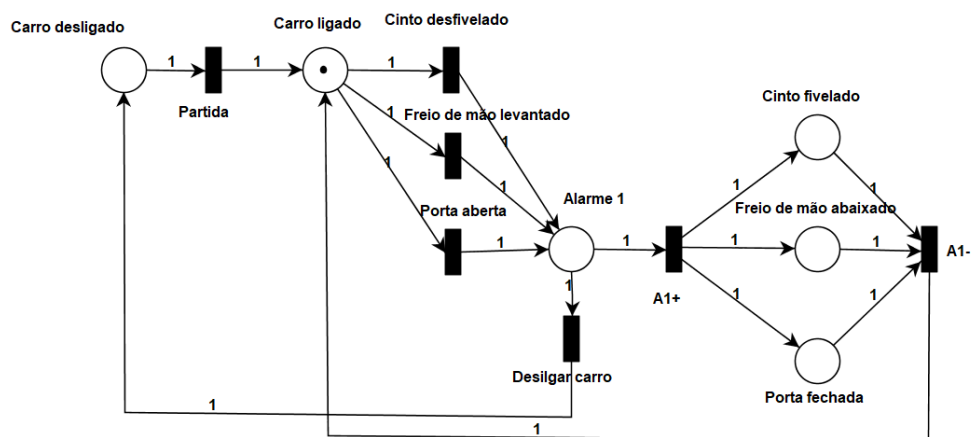 Carro desligado
Carro ligado
Cinto desfivelado
1
1
1
Partida
Cinto fivelado
1
Freio de mão levantado
1
1
1
Porta aberta
Alarme 1
1
1
Freio de mão abaixado
1
1
1
1
A1-
1
A1+
1
1
Desilgar carro
Porta fechada
1
1